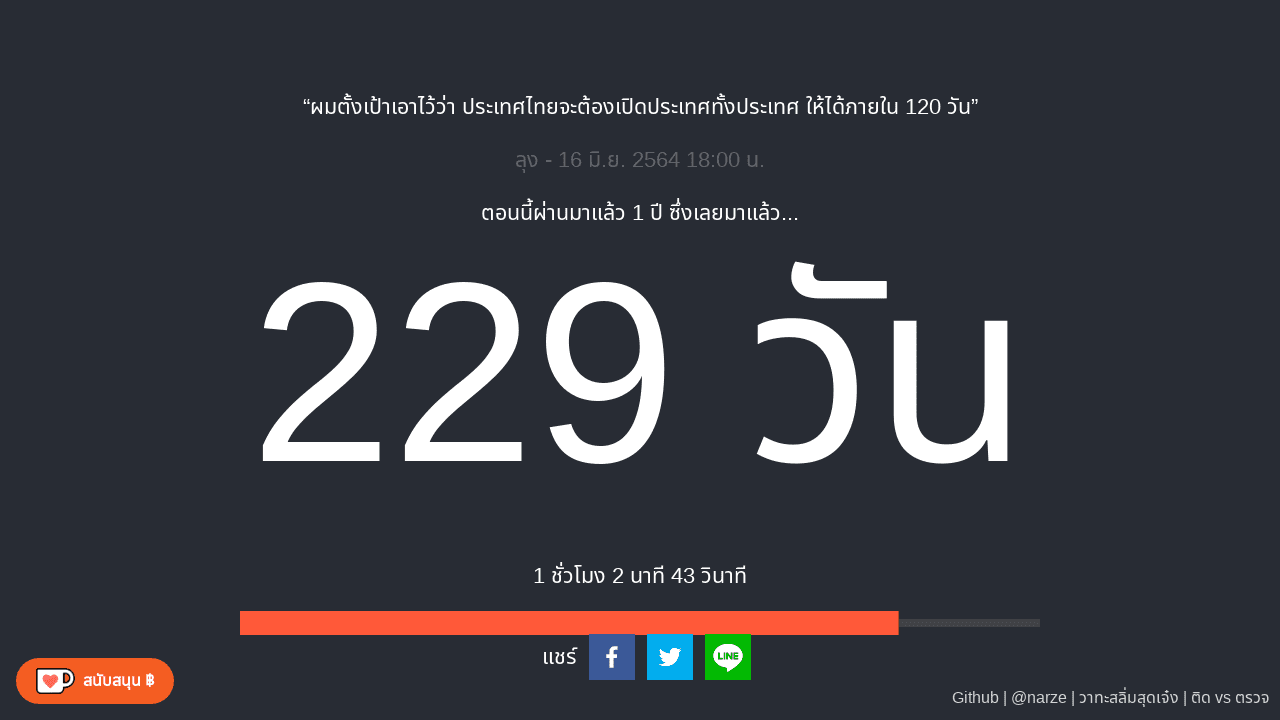 “ผมตั้งเป้าเอาไว้ว่า ประเทศไทยจะต้องเปิดประเทศทั้งประเทศ ให้ได้ภายใน 120 วัน”
ลุง - 16 มิ.ย. 2564 18:00 น.
ตอนนี้ผ่านมาแล้ว 1 ปี ซึ่งเลยมาแล้ว...
229 วัน
1 ชั่วโมง 2 นาที 43 วินาที
แชร์
LINE
สนับสนุน ฿
Github | @narze | วาทะสลิ่มสุดเจ๋ง | ติด vs ตรวจ